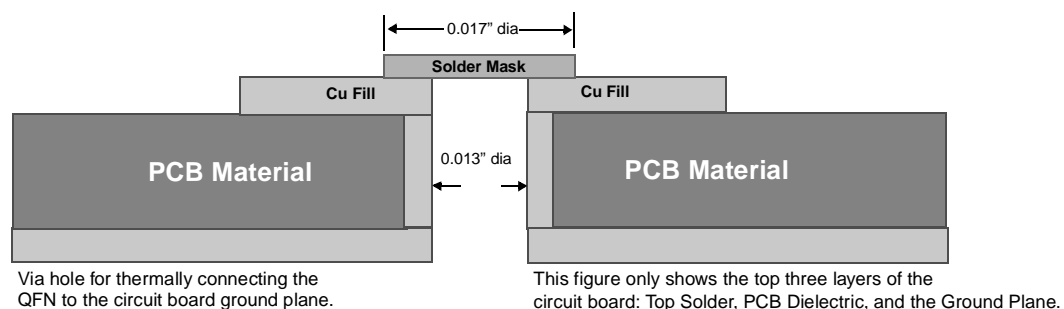 0.017” dia
Solder Mask
Cu Fill
Cu Fill
0.013” dia
PCB Material
PCB Material
Via hole for thermally connecting the
QFN to the circuit board ground plane.
This figure only shows the top three layers of the
circuit board: Top Solder, PCB Dielectric, and the Ground Plane.